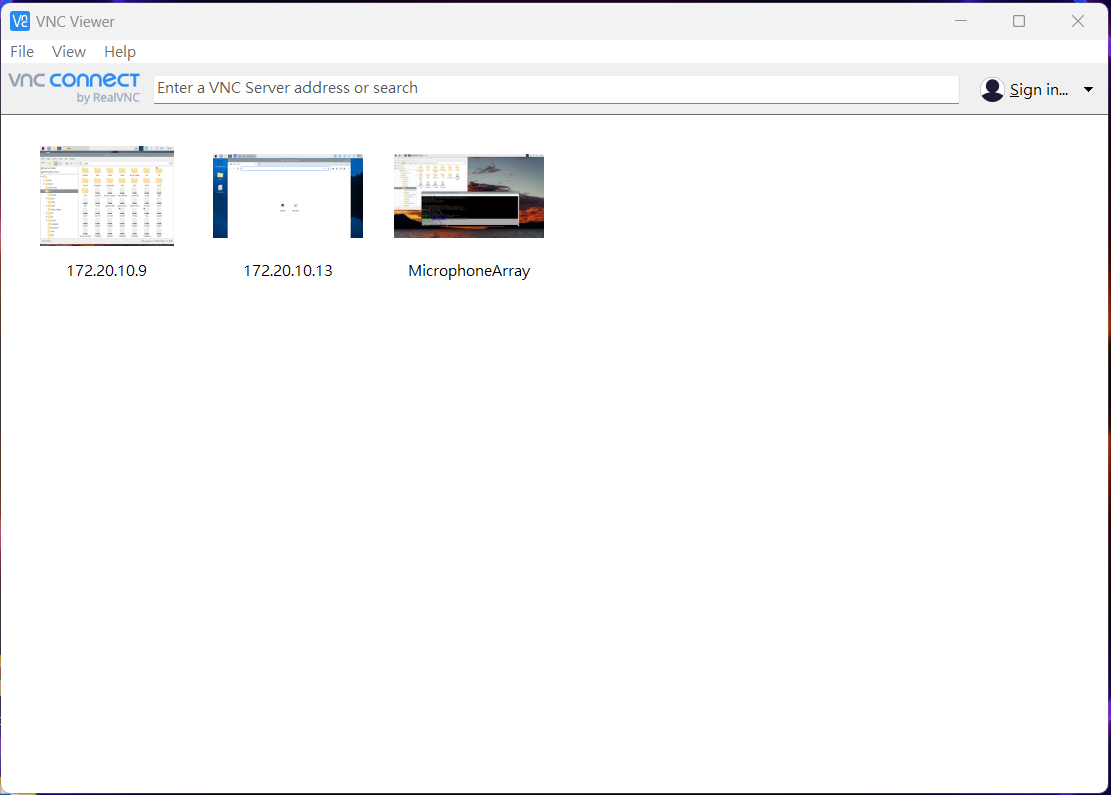 VNC Viewer
File View Help
vnc connect
by RealVNC
Enter a VNC Server address or search
Sign in...
172.20.10.9
172.20.10.13
MicrophoneArray